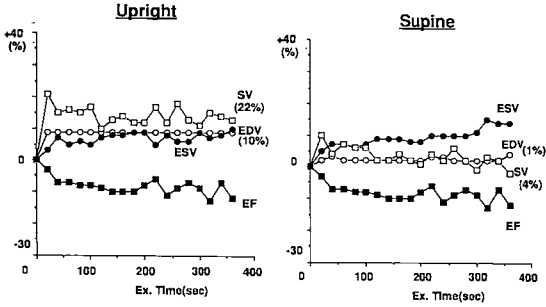 Upright
+40
(%)
0
-30
SV
(22%)
EDV
(10%)
ESV
EF
0 100 200 300 400
Ex. Time(sec)
Supine
+40
(%)
0
-30
ESV
EDV(1%)
SV
(4%)
EF
0 100 200 300 400
Ex. Time(sec)